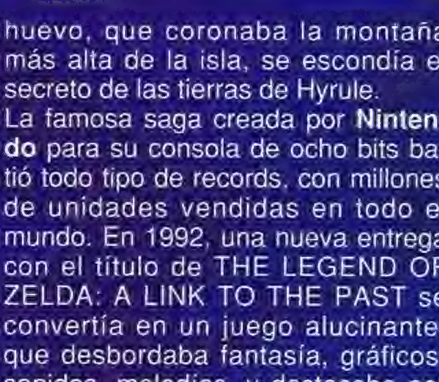 huevo, que coronaba la montaña
más alta de la isla, se escondía e
secreto de las tierras de Hyrule.
La famosa saga creada por Ninten
do para su consola de ocho bits ba
tió todo tipo de records, con millones
de unidades vendidas en todo e
mundo. En 1992, una nueva entrega
con el título de THE LEGEND OF
ZELDA: A LINK TO THE PAST se
convertía en un juego alucinante
que desbordaba fantasía, gráficos